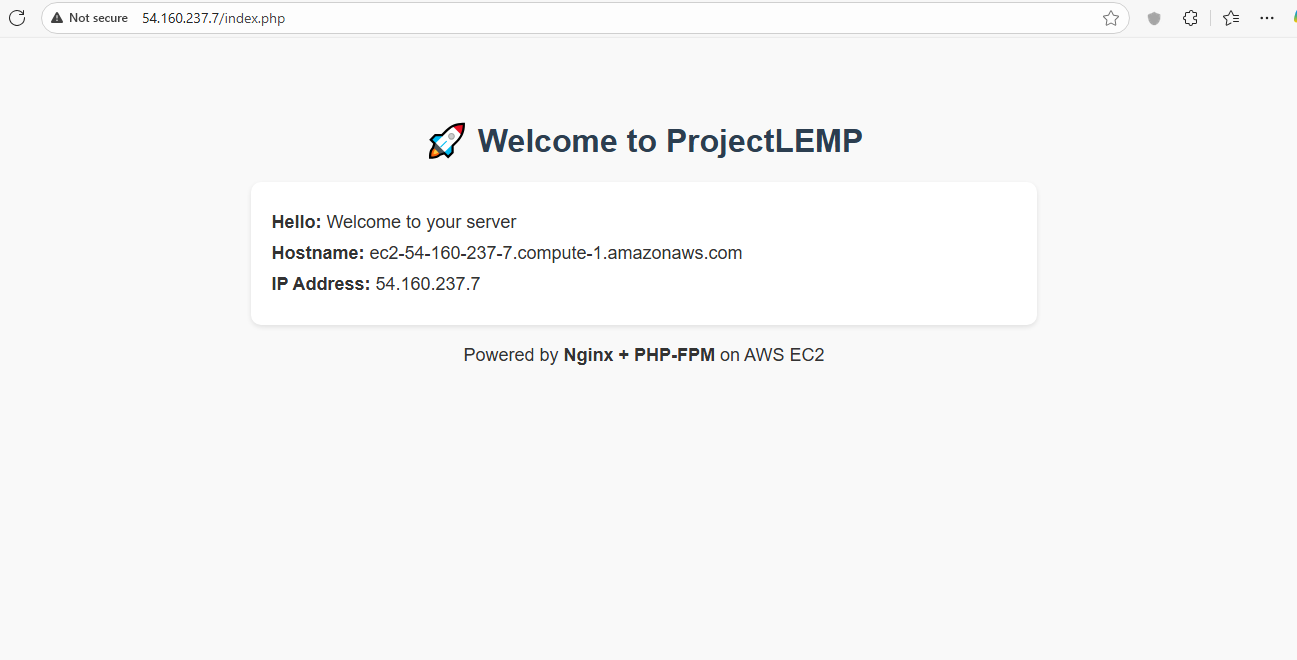 Not secure 54.160.237.7/index.php
🚀 Welcome to ProjectLEMP
Hello: Welcome to your server
Hostname: ec2-54-160-237-7.compute-1.amazonaws.com
IP Address: 54.160.237.7
Powered by Nginx + PHP-FPM on AWS EC2